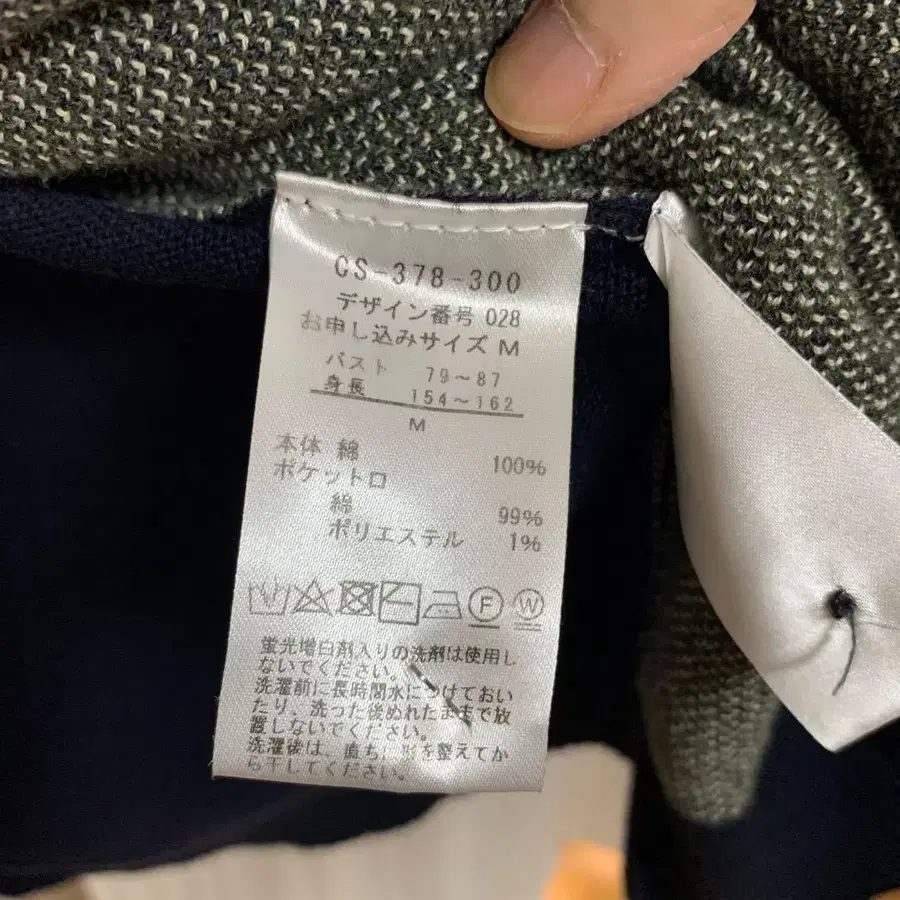 CS-378-300
デザイン番号 028
お申し込みサイズ M
バスト 79～87
身長 154～162
M
本体 綿 100%
ポケット口
綿 99%
ポリエステル 1%
F W
蛍光増白剤入りの洗剤は使用し
ないでください。
洗濯前に長時間水につけておい
たり、洗った後ぬれたままで放
置しないでください。
洗濯後は、直ちに形を整えてか
ら干してください。